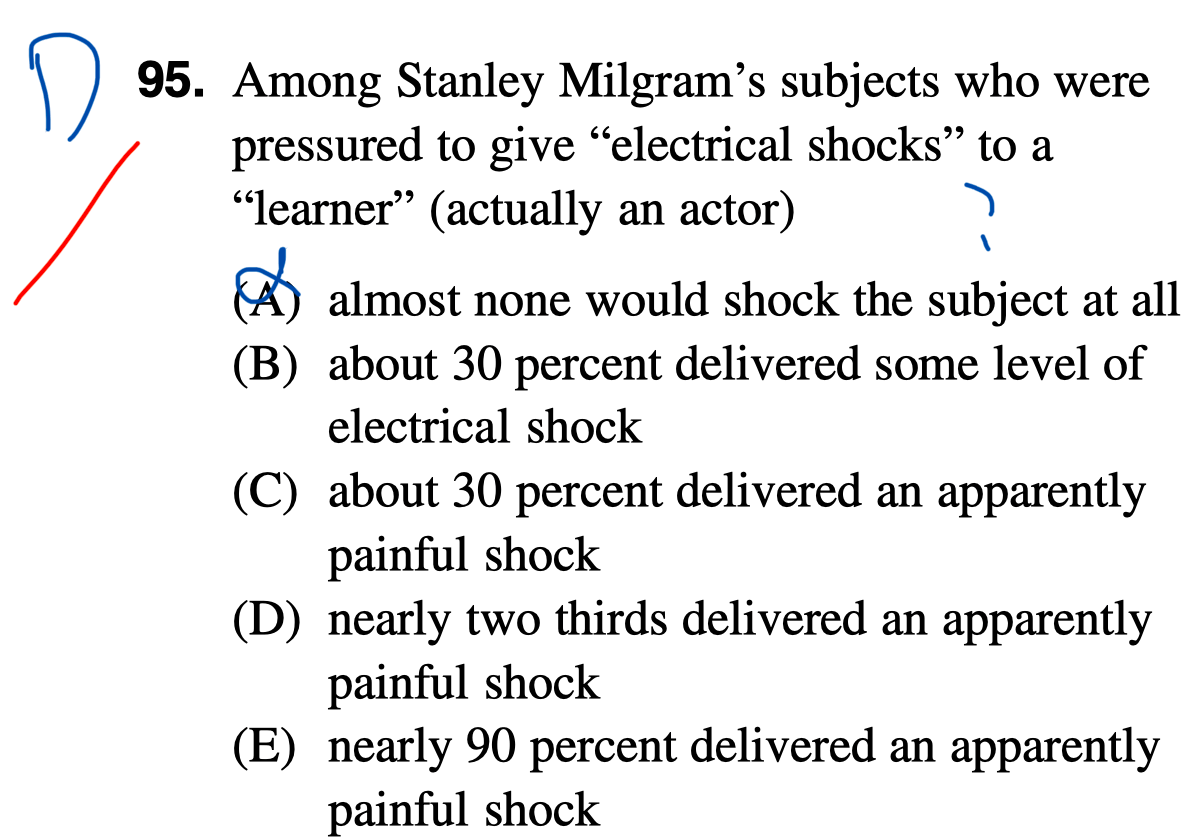 D
95. Among Stanley Milgram’s subjects who were
pressured to give “electrical shocks” to a
“learner” (actually an actor)
?
(A) almost none would shock the subject at all
(B) about 30 percent delivered some level of
electrical shock
(C) about 30 percent delivered an apparently
painful shock
(D) nearly two thirds delivered an apparently
painful shock
(E) nearly 90 percent delivered an apparently
painful shock